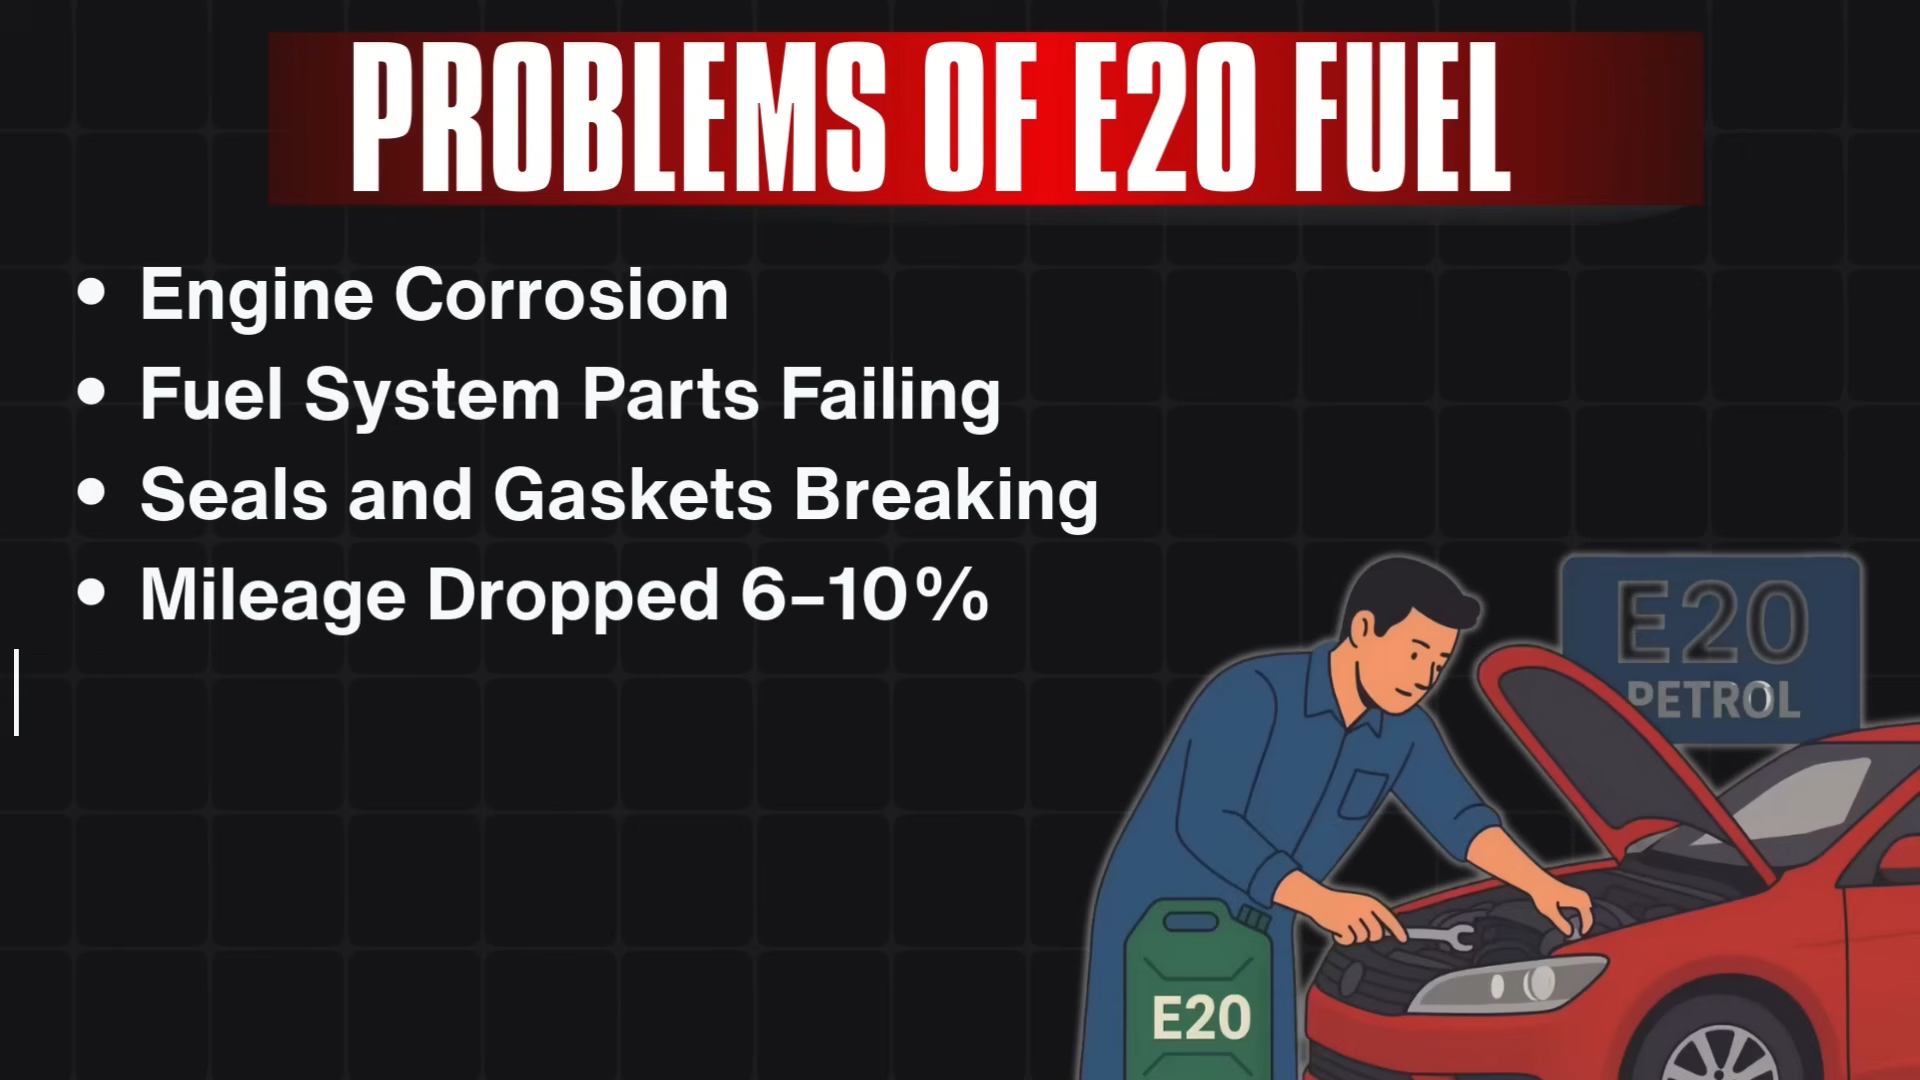 PROBLEMS OF E20 FUEL
• Engine Corrosion
• Fuel System Parts Failing
• Seals and Gaskets Breaking
• Mileage Dropped 6–10%
E20
PETROL
E20